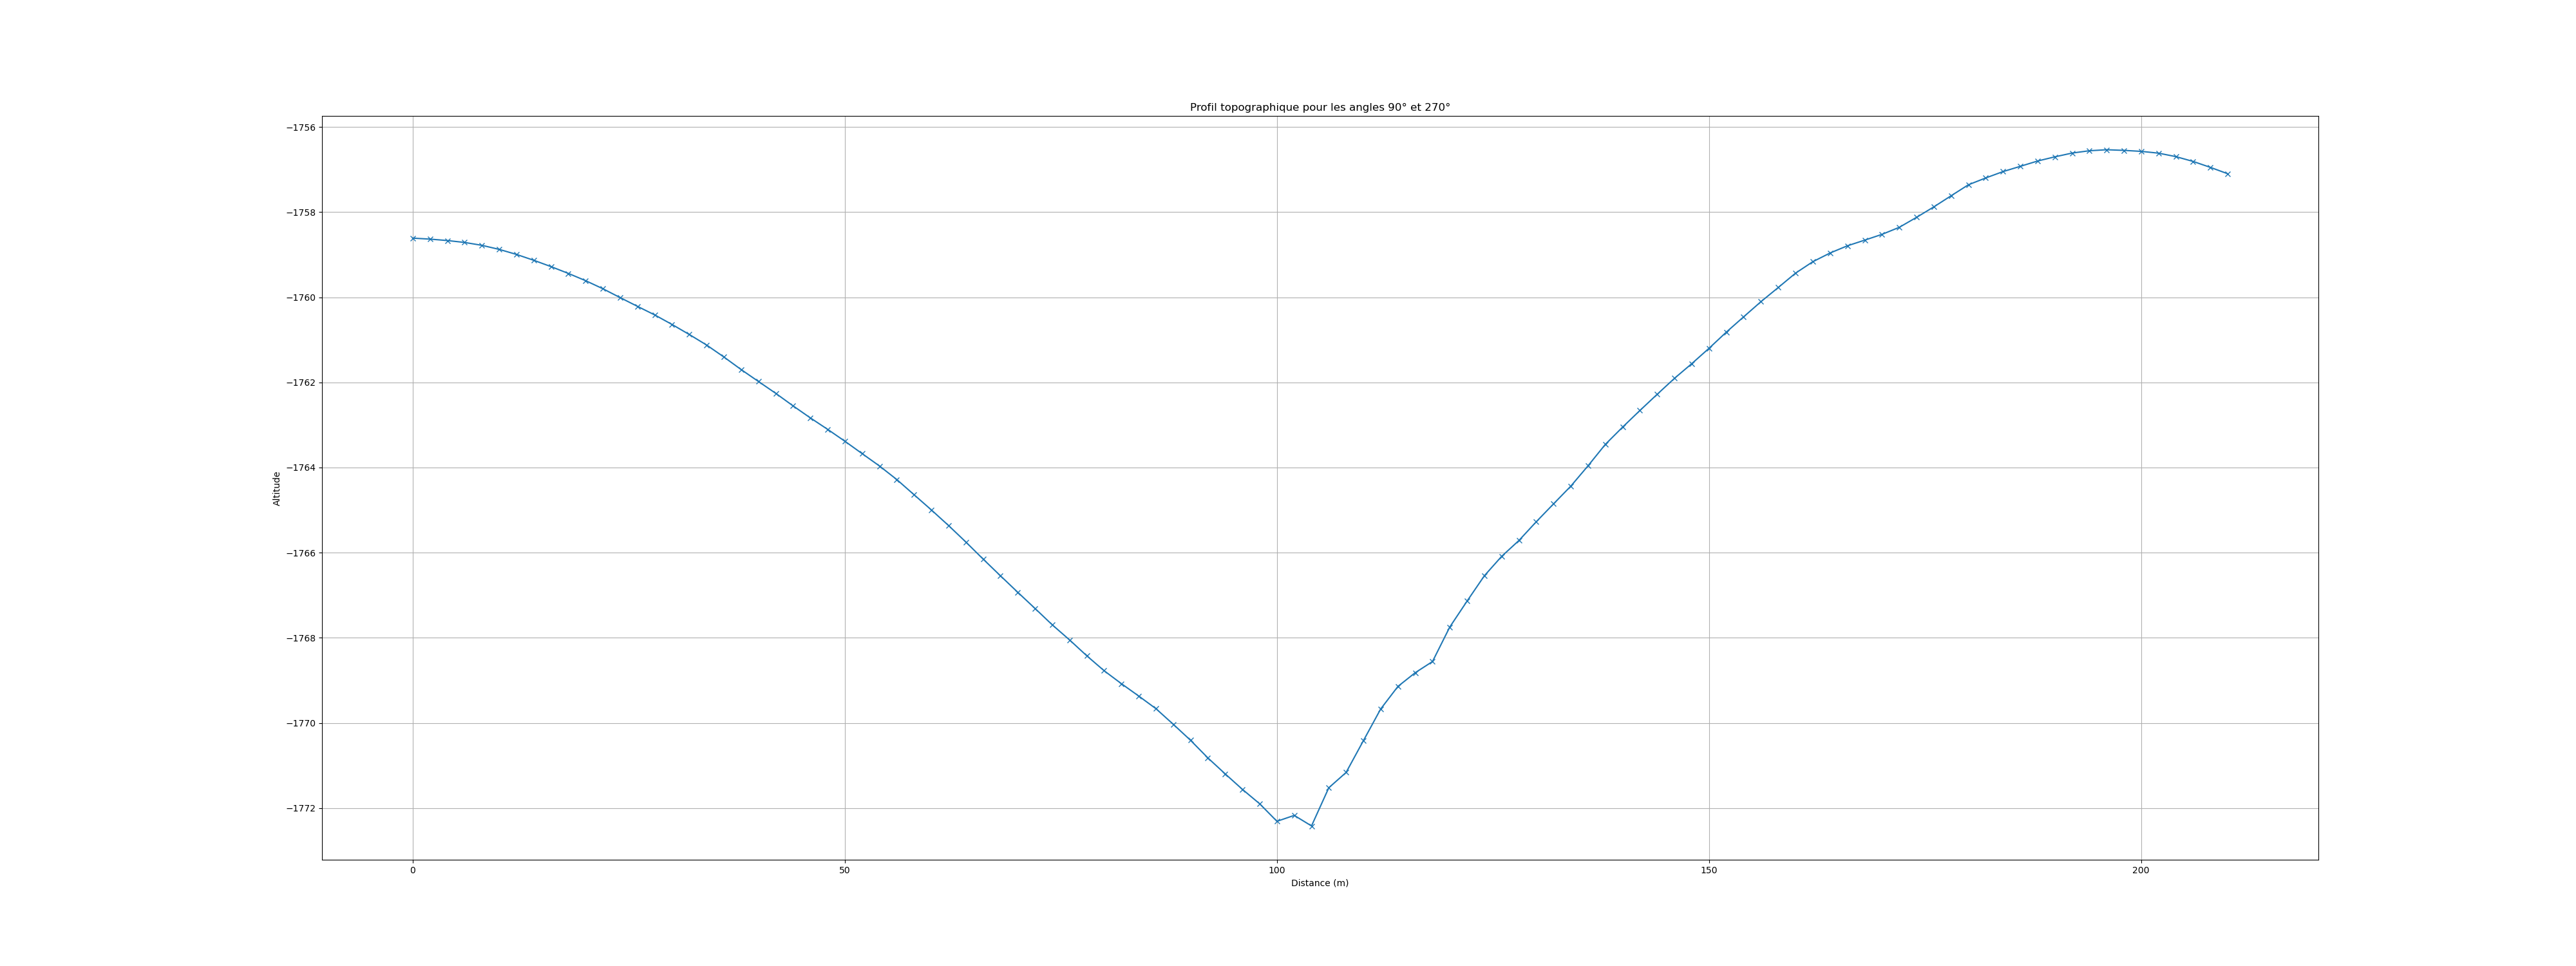 Profil topographique pour les angles 90° et 270°
−1756
−1758
−1760
−1762
−1764
−1766
−1768
−1770
−1772
Altitude
0 50 100 150 200
Distance (m)